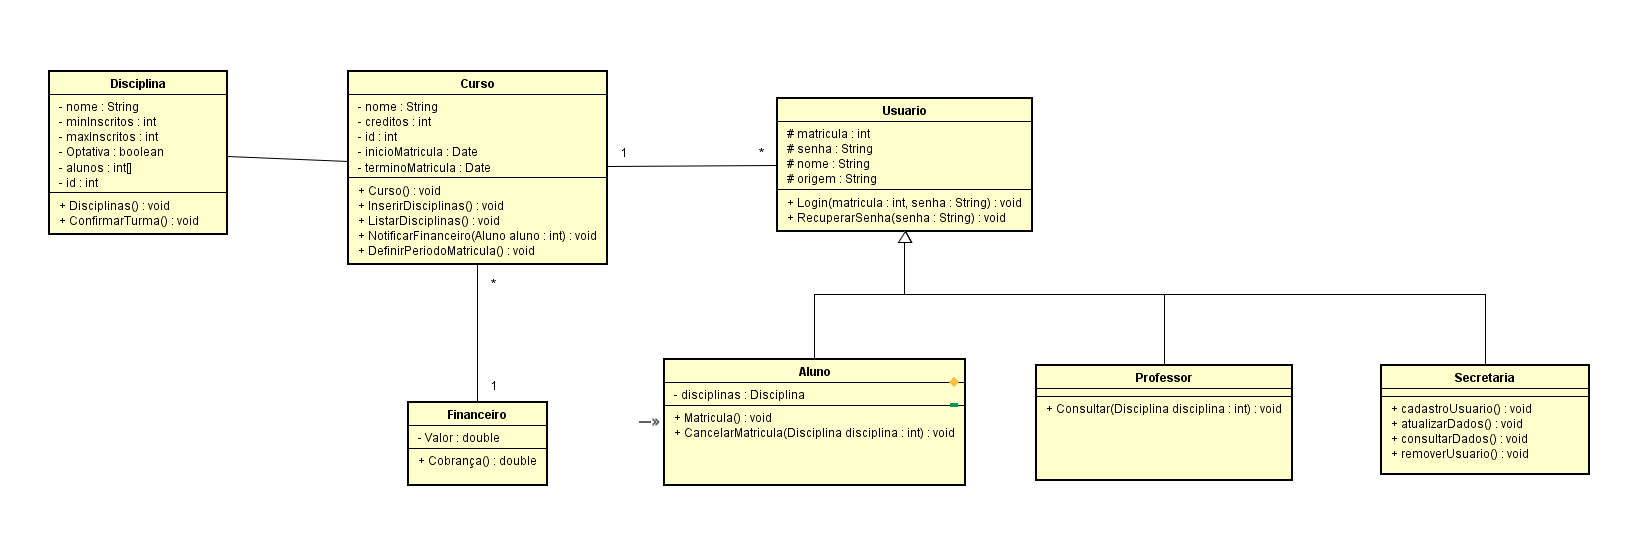 Disciplina
- nome : String
- minInscritos : int
- maxInscritos : int
- Optativa : boolean
- alunos : int[]
- id : int
+ Disciplinas() : void
+ ConfirmarTurma() : void
Curso
- nome : String
- creditos : int
- id : int
- inicioMatricula : Date
- terminoMatricula : Date
+ Curso() : void
+ InserirDisciplinas() : void
+ ListarDisciplinas() : void
+ NotificarFinanceiro(Aluno aluno : int) : void
+ DefinirPeriodoMatricula() : void
1
*
Usuario
# matricula : int
# senha : String
# nome : String
# origem : String
+ Login(matricula : int, senha : String) : void
+ RecuperarSenha(senha : String) : void
*
1
Financeiro
- Valor : double
+ Cobrança() : double
Aluno
- disciplinas : Disciplina
+ Matricula() : void
+ CancelarMatricula(Disciplina disciplina : int) : void
Professor
+ Consultar(Disciplina disciplina : int) : void
Secretaria
+ cadastroUsuario() : void
+ atualizarDados() : void
+ consultarDados() : void
+ removerUsuario() : void